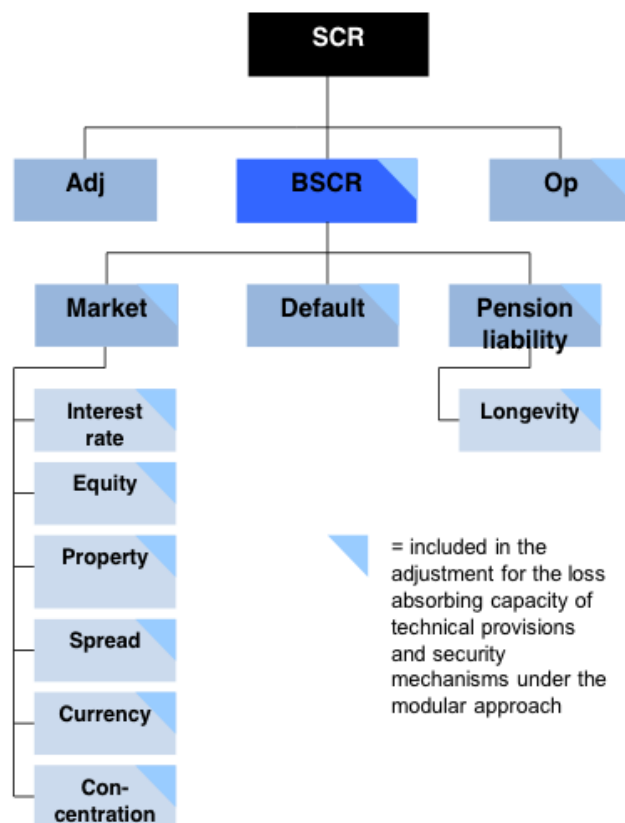 SCR
Adj
BSCR
Op
Market
Default
Pension
liability
Interest
rate
Equity
Property
Spread
Currency
Con-
centration
Longevity
= included in the
adjustment for the loss
absorbing capacity of
technical provisions
and security
mechanisms under the
modular approach